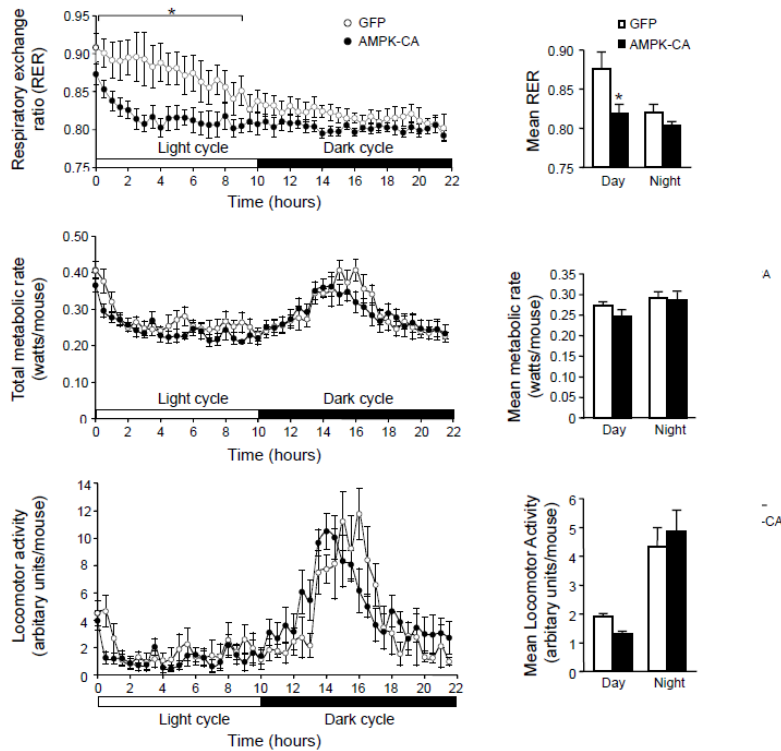 *
0.95
0.90
0.85
0.80
0.75
Respiratory exchange
ratio (RER)
GFP
AMPK-CA
Light cycle
Dark cycle
0 2 4 6 8 10 12 14 16 18 20 22
Time (hours)
GFP
AMPK-CA
0.90
0.85
0.80
0.75
Mean RER
*
Day Night
0.50
0.40
0.30
0.20
0.10
0
Total metabolic rate
(watts/mouse)
Light cycle
Dark cycle
0 2 4 6 8 10 12 14 16 18 20 22
Time (hours)
0.35
0.30
0.25
0.20
0.15
0.10
0.05
0
Mean metabolic rate
(watts/mouse)
Day Night
A
14
12
10
8
6
4
2
0
Locomotor activity
(arbitary units/mouse)
0 2 4 6 8 10 12 14 16 18 20 22
Light cycle
Dark cycle
Time (hours)
6
5
4
3
2
1
0
Mean Locomotor Activity
(arbitary units/mouse)
Day Night
-CA